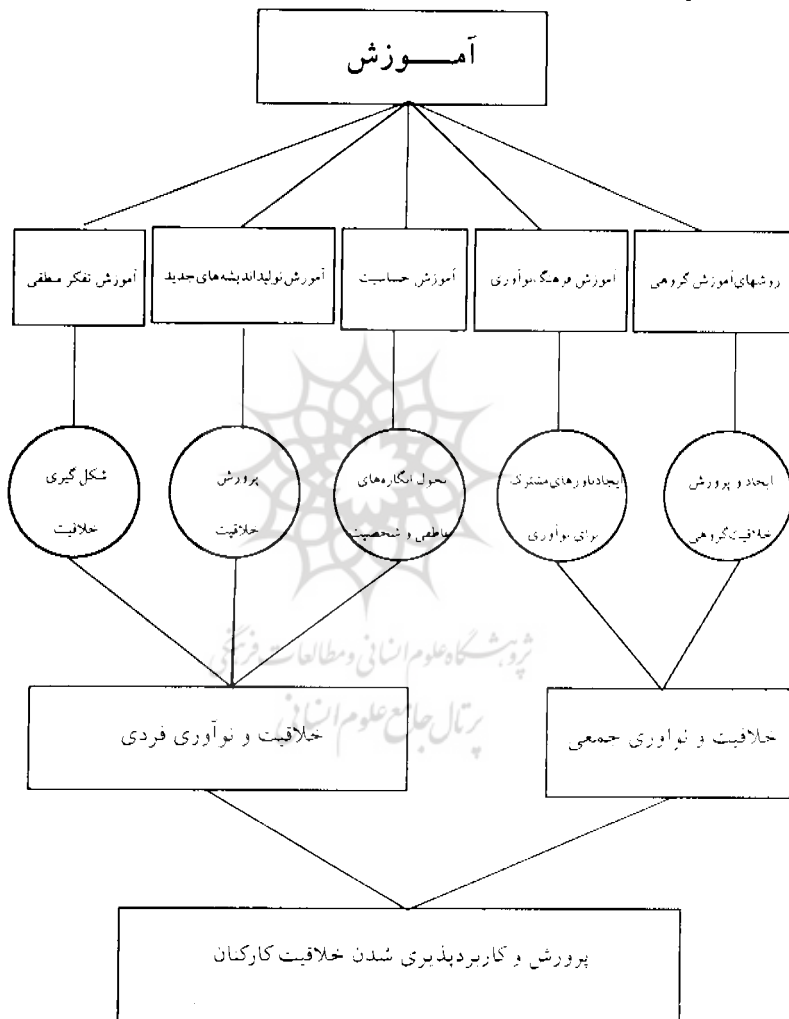 آمـــوزش
روشهای آموزش گروهی
آموزش فرهنگ نوآوری
آموزش حساسیت
آموزش تولید اندیشه‌های جدید
آموزش تفکر منطقی
ایجاد و پرورش
خلاقیت گروهی
ایجاد باورهای مشترک
برای نوآوری
تحول انگاره‌های
عاطفی و شخصیت
پرورش
خلاقیت
شکل گیری
خلاقیت
پژوهشگاه علوم انسانی و مطالعات فرهنگی
پرتال جامع علوم انسانی
خلاقیت و نوآوری جمعی
خلاقیت و نوآوری فردی
پرورش و کاربردپذیری شدن خلاقیت کارکنان